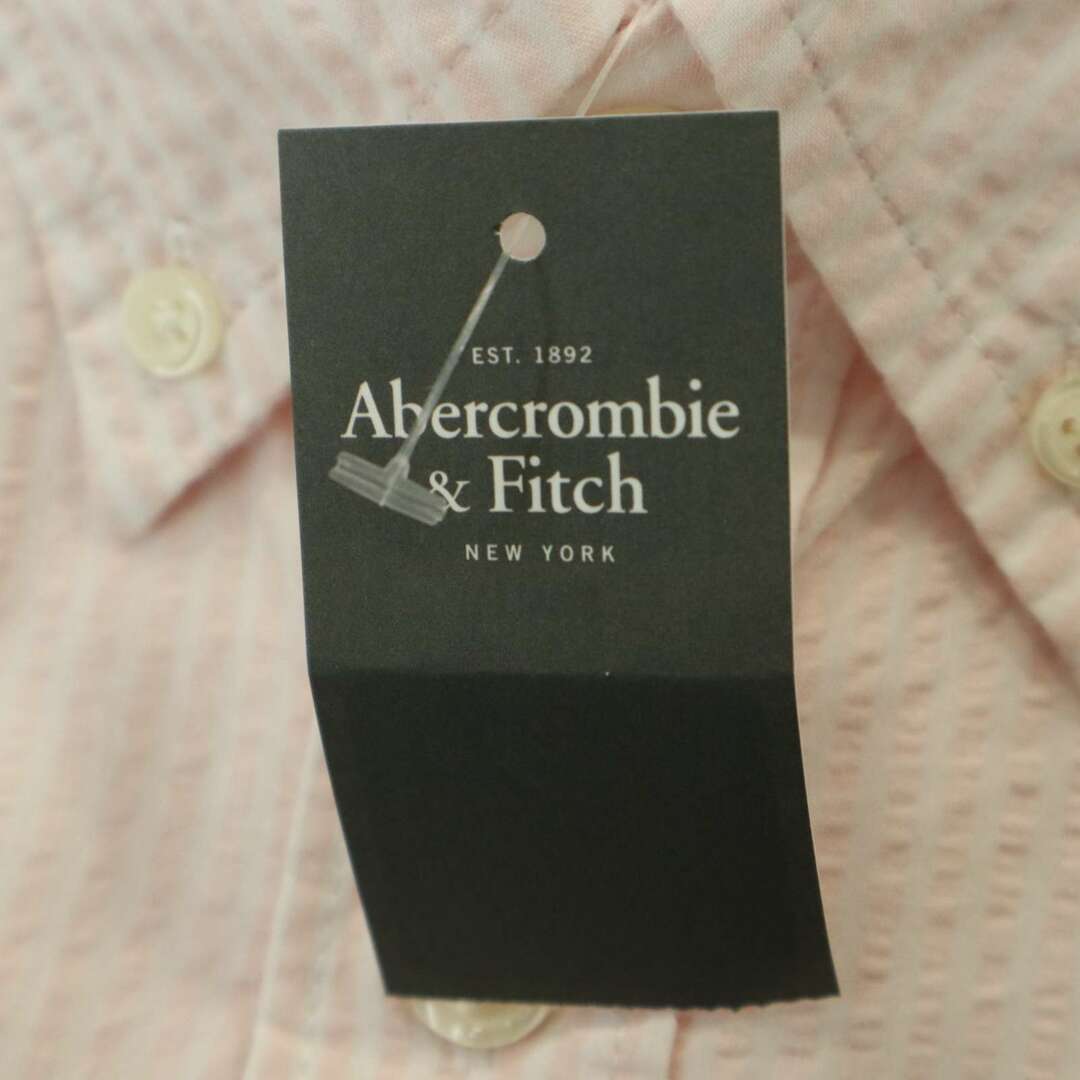 EST. 1892
Abercrombie
& Fitch
NEW YORK